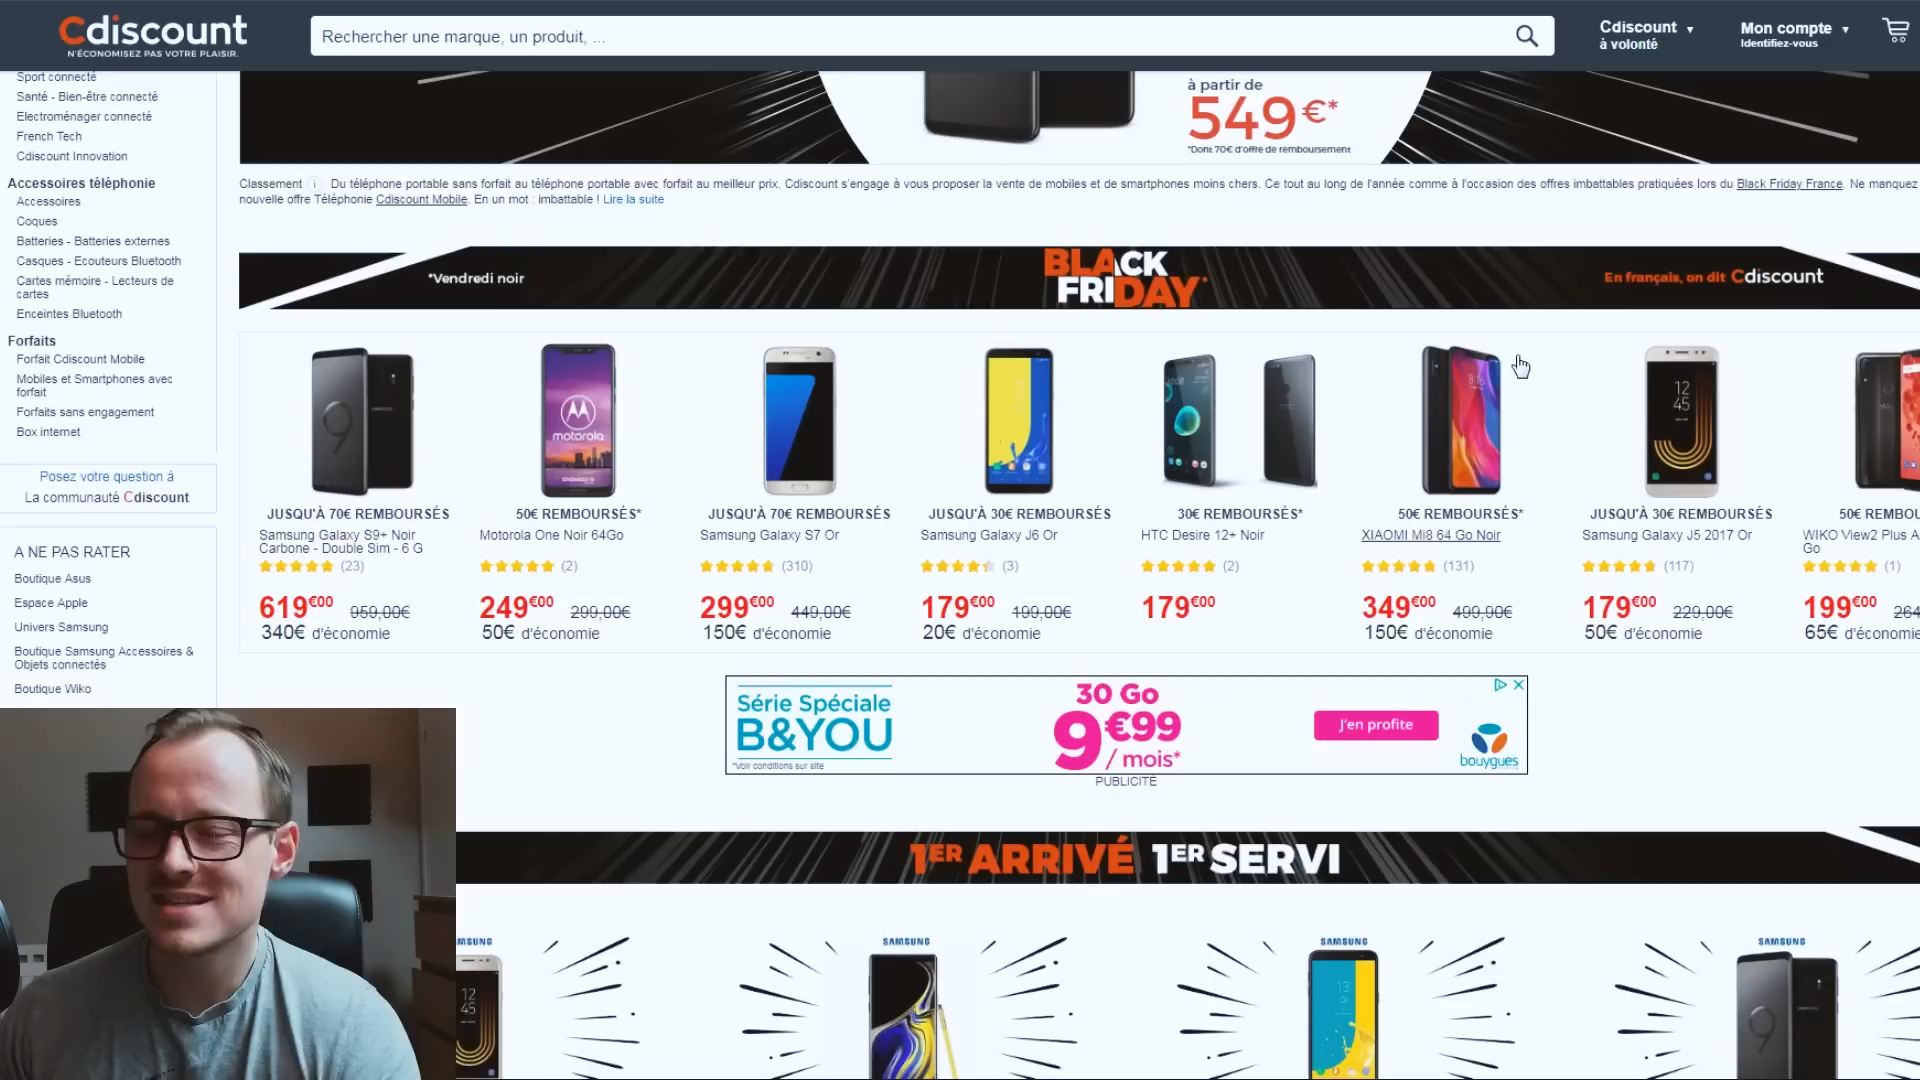 Cdiscount
N'ÉCONOMISEZ PAS VOTRE PLAISIR.
Rechercher une marque, un produit, ...
Cdiscount
à volonté
Mon compte
Identifiez-vous
Sport connecté
Santé - Bien-être connecté
Electroménager connecté
French Tech
Cdiscount Innovation
Accessoires téléphonie
Accessoires
Coques
Batteries - Batteries externes
Casques - Ecouteurs Bluetooth
Cartes mémoire - Lecteurs de
cartes
Enceintes Bluetooth
Forfaits
Forfait Cdiscount Mobile
Mobiles et Smartphones avec
forfait
Forfaits sans engagement
Box internet
Posez votre question à
La communauté Cdiscount
A NE PAS RATER
Boutique Asus
Espace Apple
Univers Samsung
Boutique Samsung Accessoires &
Objets connectés
Boutique Wiko
à partir de
549€*
*Dont 70€ d'offre de remboursement
Classement i Du téléphone portable sans forfait au téléphone portable avec forfait au meilleur prix, Cdiscount s'engage à vous proposer la vente de mobiles et de smartphones moins chers. Ce tout au long de l'année comme à l'occasion des offres imbattables pratiquées lors du Black Friday France. Ne manquez
nouvelle offre Téléphonie Cdiscount Mobile. En un mot : imbattable ! Lire la suite
*Vendredi noir
BLACK
FRIDAY*
En français, on dit Cdiscount
JUSQU'À 70€ REMBOURSÉS
Samsung Galaxy S9+ Noir
Carbone - Double Sim - 6 G
(23)
619€00 959,00€
340€ d'économie
motorola
50€ REMBOURSÉS*
Motorola One Noir 64Go
(2)
249€00 299,00€
50€ d'économie
JUSQU'À 70€ REMBOURSÉS
Samsung Galaxy S7 Or
(310)
299€00 449,00€
150€ d'économie
JUSQU'À 30€ REMBOURSÉS
Samsung Galaxy J6 Or
(3)
179€00 199,00€
20€ d'économie
30€ REMBOURSÉS*
HTC Desire 12+ Noir
(2)
179€00
50€ REMBOURSÉS*
XIAOMI Mi8 64 Go Noir
(131)
349€00 499,90€
150€ d'économie
12
45
JUSQU'À 30€ REMBOURSÉS
Samsung Galaxy J5 2017 Or
(117)
179€00 229,00€
50€ d'économie
50€ REMBOU
WIKO View2 Plus A
Go
(1)
199€00 264
65€ d'économie
Série Spéciale
B&YOU
*Voir conditions sur site
30 Go
9€99
/ mois*
J'en profite
bouygues
PUBLICITÉ
1ER ARRIVÉ 1ER SERVI
MSUNG
12
45
SAMSUNG
SAMSUNG
SAMSUNG